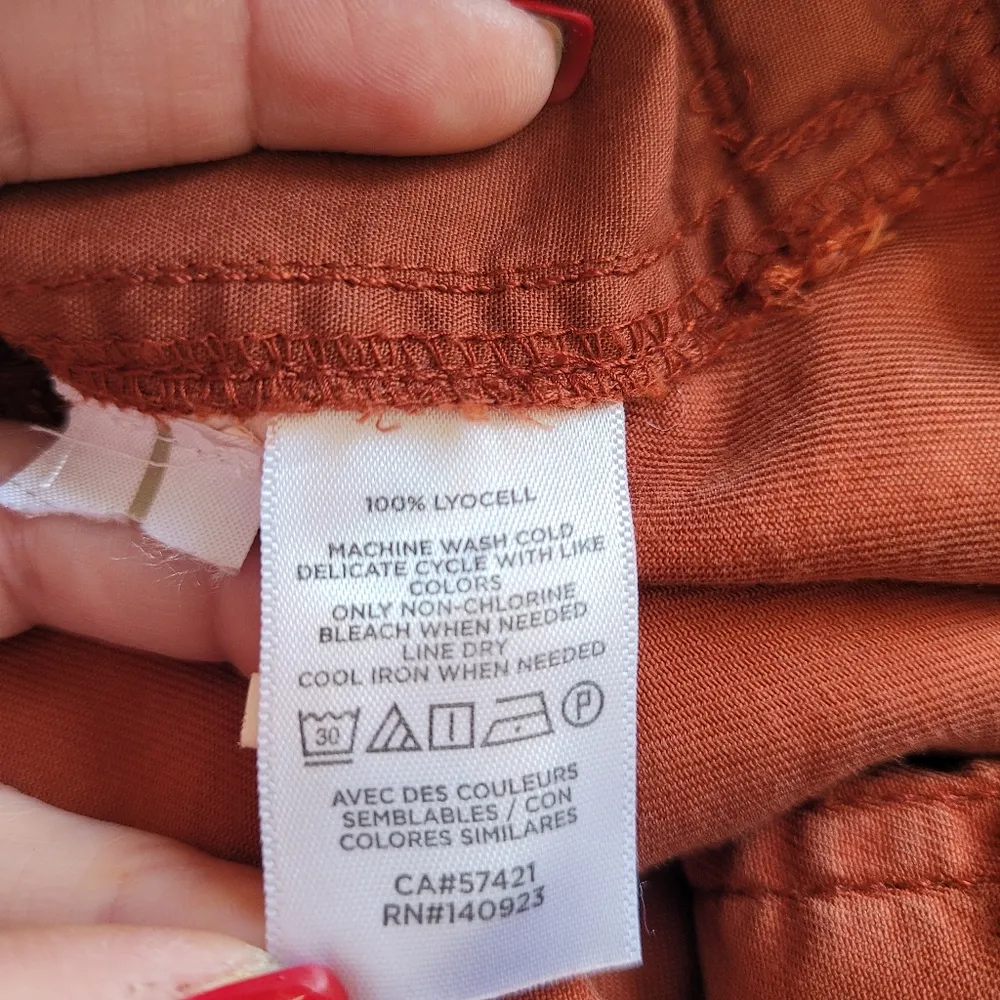 100% LYOCELL
MACHINE WASH COLD
DELICATE CYCLE WITH LIKE
COLORS
ONLY NON-CHLORINE
BLEACH WHEN NEEDED
LINE DRY
COOL IRON WHEN NEEDED
30 P
AVEC DES COULEURS
SEMBLABLES / CON
COLORES SIMILARES
CA#57421
RN#140923